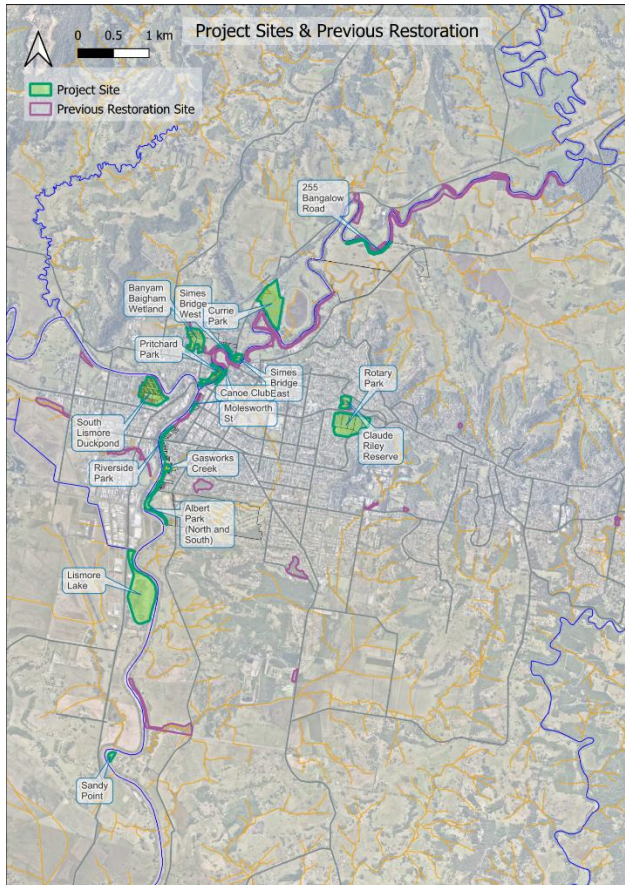 Project Sites & Previous Restoration
0 0.5 1 km
Project Site
Previous Restoration Site
255
Bangalow
Road
Banyam
Baigham
Wetland
Simes
Bridge
West
Currie
Park
Pritchard
Park
Simes
Bridge
East
Canoe Club
Molesworth
St
Rotary
Park
South
Lismore
Duckpond
Claude
Riley
Reserve
Riverside
Park
Gasworks
Creek
Albert
Park
(North and
South)
Lismore
Lake
Sandy
Point